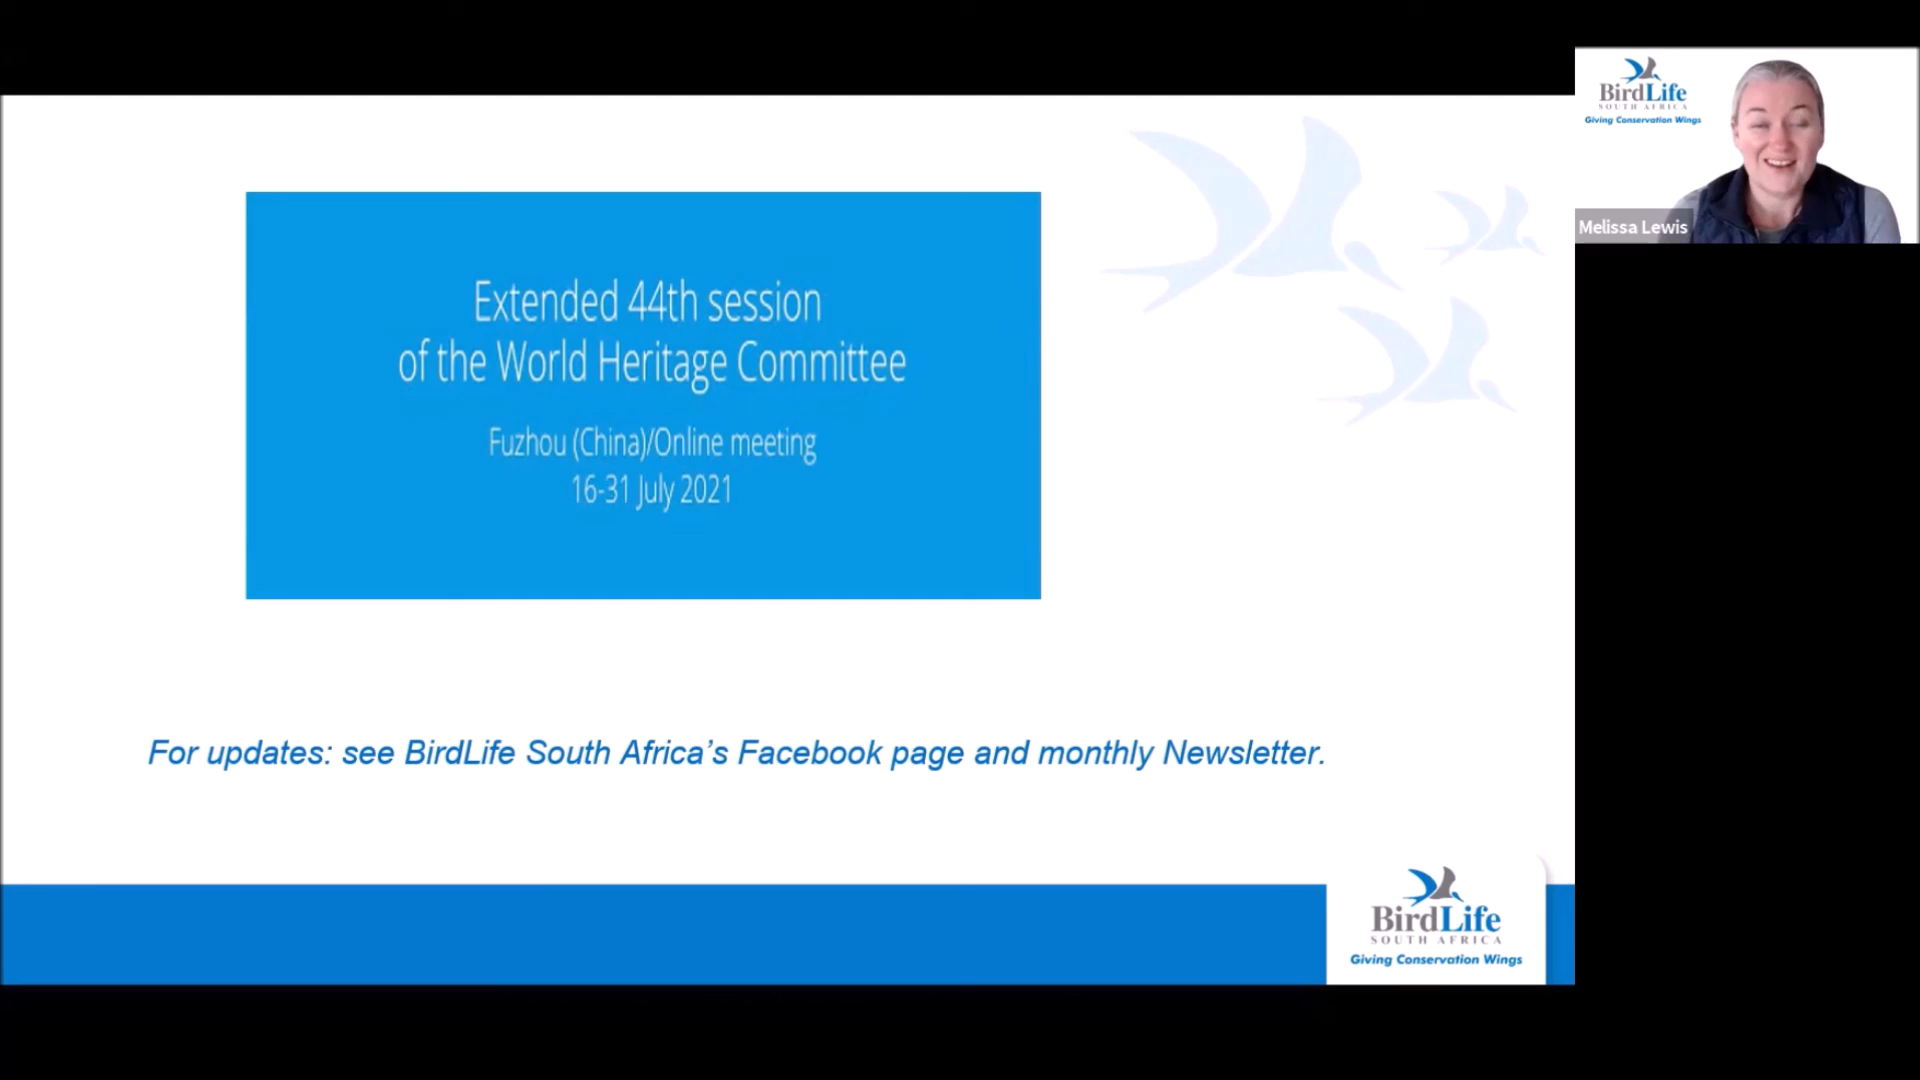 BirdLife
SOUTH AFRICA
Giving Conservation Wings
Melissa Lewis
Extended 44th session
of the World Heritage Committee
Fuzhou (China)/Online meeting
16-31 July 2021
For updates: see BirdLife South Africa’s Facebook page and monthly Newsletter.
BirdLife
SOUTH AFRICA
Giving Conservation Wings